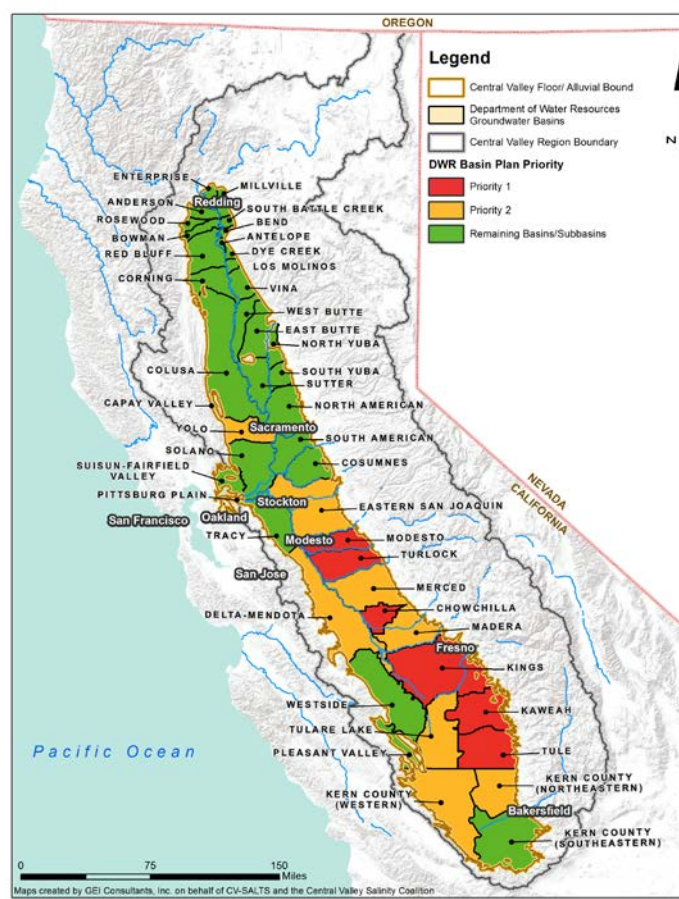 OREGON
Legend
Central Valley Floor/ Alluvial Bound
Department of Water Resources
Groundwater Basins
Central Valley Region Boundary
DWR Basin Plan Priority
Priority 1
Priority 2
Remaining Basins/Subbasins
Z
ENTERPRISE
MILLVILLE
ANDERSON
Redding
ROSEWOOD
SOUTH BATTLE CREEK
BOWMAN
BEND
ANTELOPE
RED BLUFF
DYE CREEK
LOS MOLINOS
CORNING
VINA
WEST BUTTE
EAST BUTTE
NORTH YUBA
COLUSA
SOUTH YUBA
SUTTER
CAPAY VALLEY
NORTH AMERICAN
YOLO
Sacramento
SOUTH AMERICAN
SOLANO
COSUMNES
SUISUN-FAIRFIELD
VALLEY
NEVADA
CALIFORNIA
PITTSBURG PLAIN
Stockton
EASTERN SAN JOAQUIN
San Francisco
Oakland
TRACY
Modesto
MODESTO
TURLOCK
San Jose
MERCED
DELTA-MENDOTA
CHOWCHILLA
MADERA
Fresno
KINGS
WESTSIDE
KAWEAH
TULARE LAKE
Pacific Ocean
PLEASANT VALLEY
TULE
KERN COUNTY
(WESTERN)
KERN COUNTY
(NORTHEASTERN)
Bakersfield
KERN COUNTY
(SOUTHEASTERN)
0 75 150
Miles
Maps created by GEI Consultants, Inc. on behalf of CV-SALTS and the Central Valley Salinity Coalition